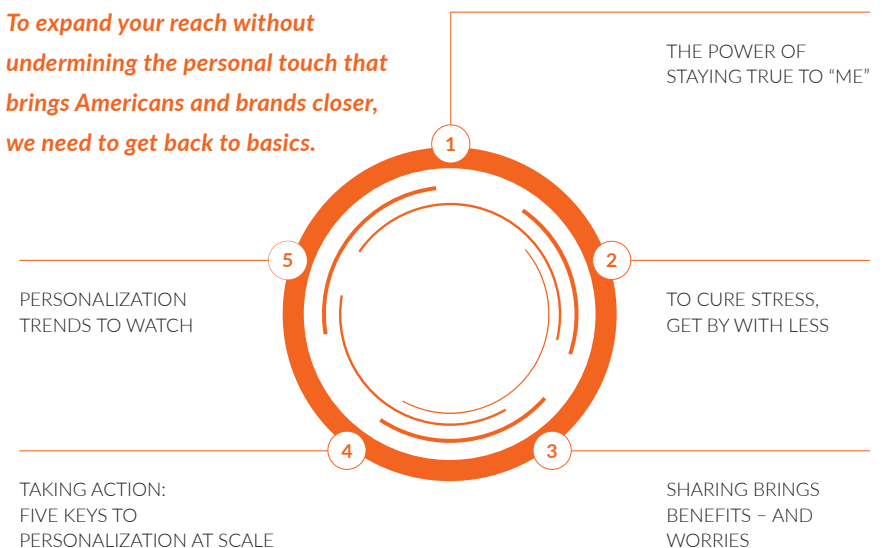 To expand your reach without
undermining the personal touch that
brings Americans and brands closer,
we need to get back to basics.
1
THE POWER OF
STAYING TRUE TO “ME”
2
TO CURE STRESS,
GET BY WITH LESS
3
SHARING BRINGS
BENEFITS – AND
WORRIES
4
TAKING ACTION:
FIVE KEYS TO
PERSONALIZATION AT SCALE
5
PERSONALIZATION
TRENDS TO WATCH